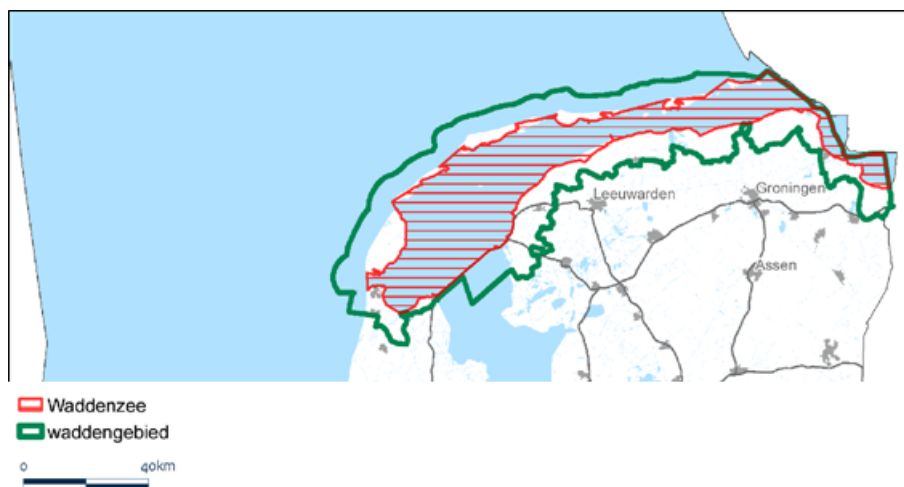 Leeuwarden
Groningen
Assen
Waddenzee
waddengebied
0 40km